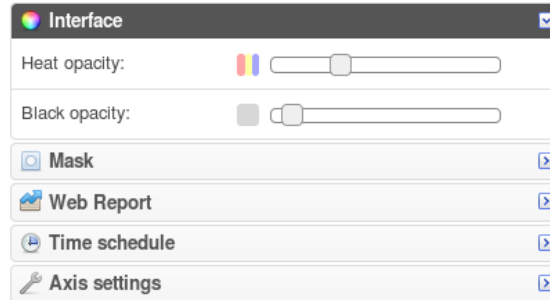 Interface
Heat opacity:
Black opacity:
Mask
Web Report
Time schedule
Axis settings